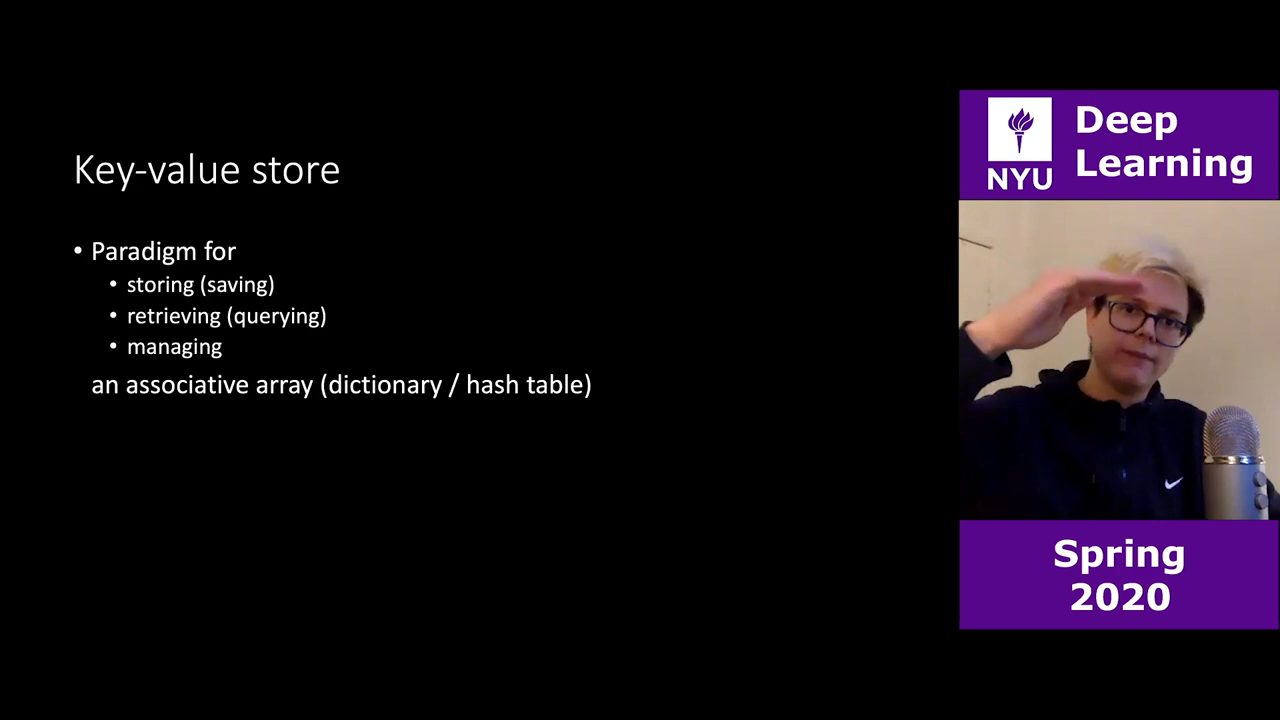 Key-value store
• Paradigm for
• storing (saving)
• retrieving (querying)
• managing
an associative array (dictionary / hash table)
NYU
Deep
Learning
Spring
2020